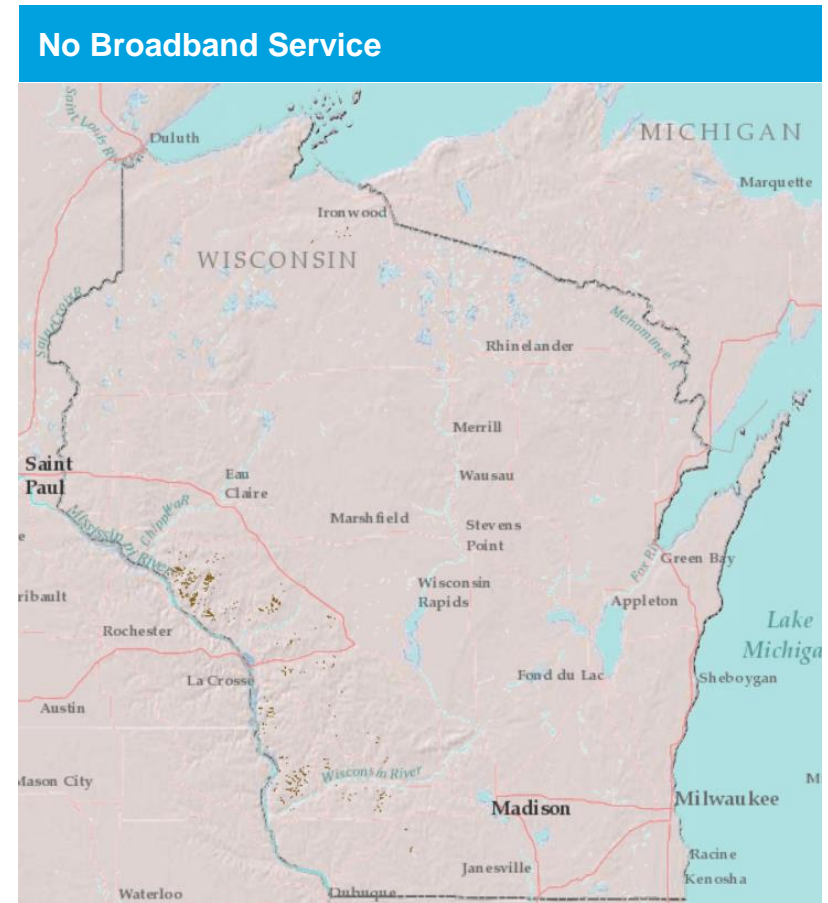 No Broadband Service
Saint Louis Riv
Duluth
MICHIGAN
Marquette
Ironwood
WISCONSIN
Saint Croix R
Menominee R
Rhinelander
Merrill
Saint
Paul
Eau
Claire
Wausau
Chippewa R
Marshfield
Stevens
Point
Mississippi River
e
Fox Riv
Green Bay
ribault
Wisconsin
Rapids
Appleton
Rochester
Lake
Michiga
La Crosse
Fond du Lac
Sheboygan
Austin
Mason City
Wisconsin River
M
Madison
Milwaukee
Racine
Janesville
Kenosha
Waterloo
Dubuque